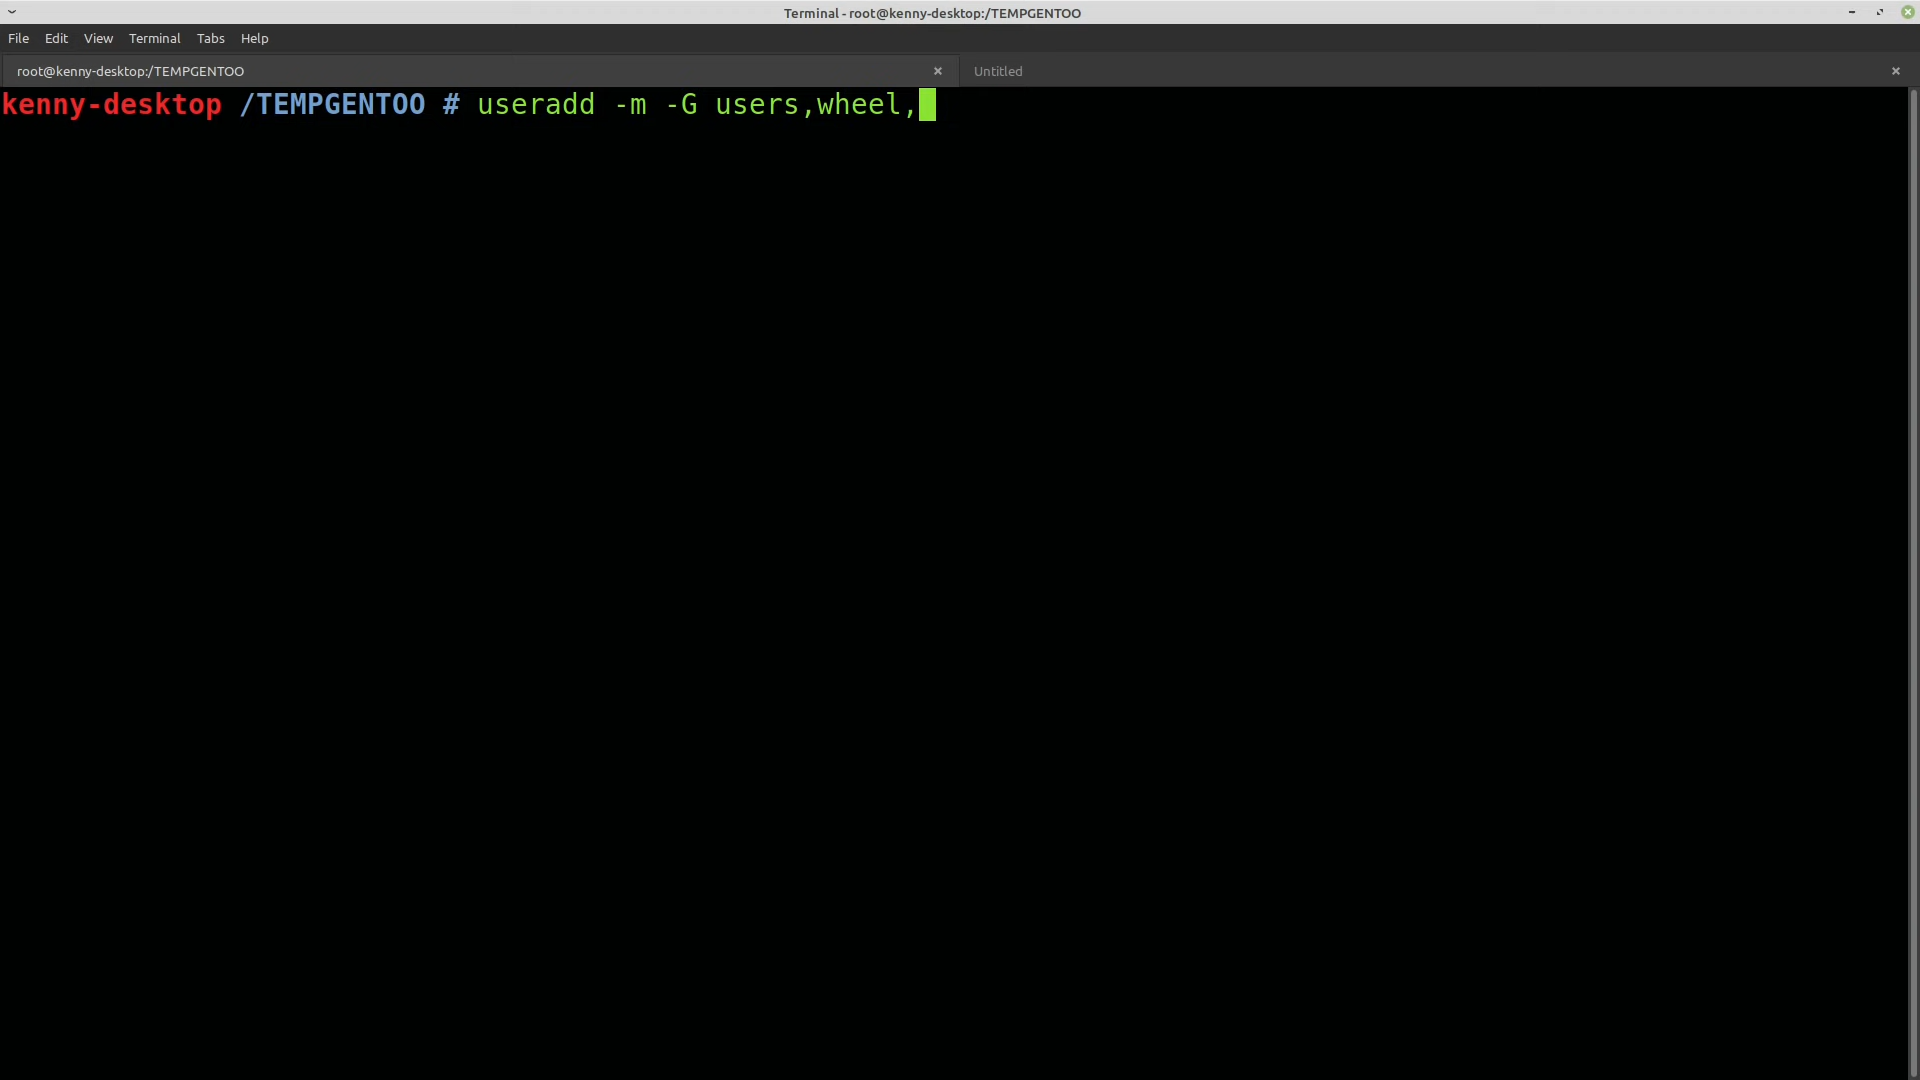 Terminal - root@kenny-desktop:/TEMPGENTOO
File Edit View Terminal Tabs Help
root@kenny-desktop:/TEMPGENTOO Untitled
kenny-desktop /TEMPGENTOO # useradd -m -G users,wheel,